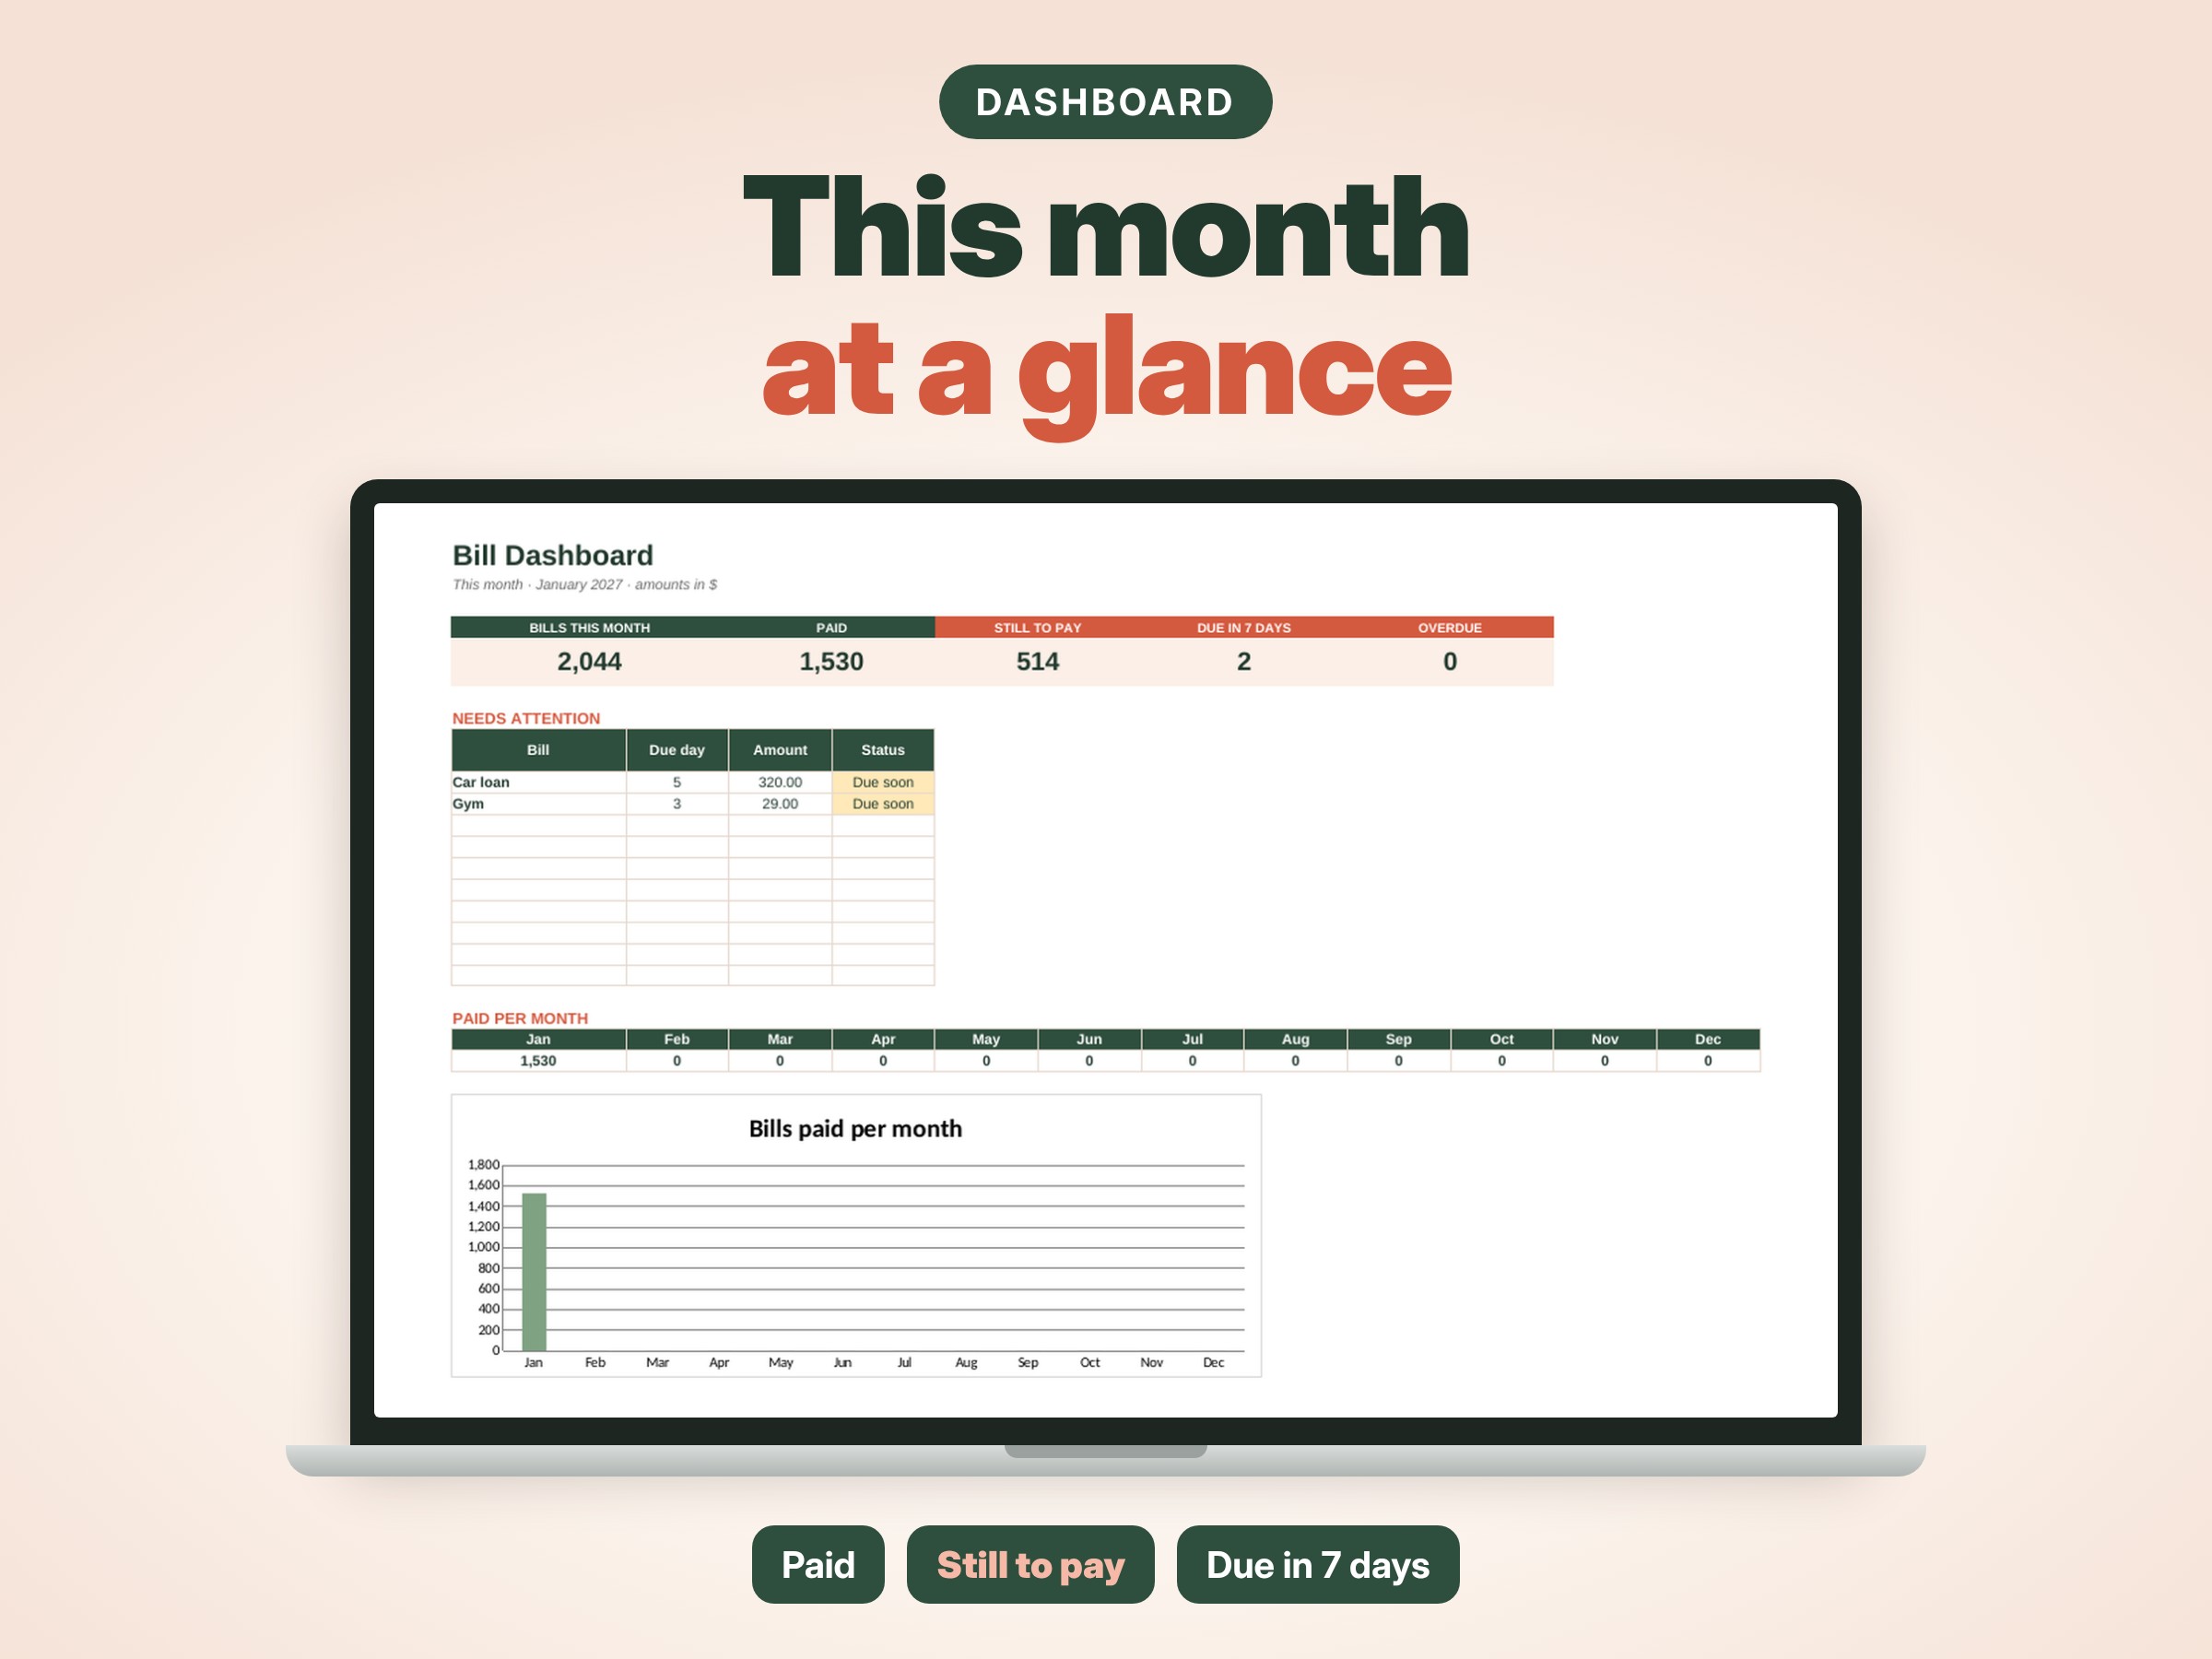 DASHBOARD
This month
at a glance
Bill Dashboard
This month · January 2027 · amounts in $
BILLS THIS MONTH PAID STILL TO PAY DUE IN 7 DAYS OVERDUE
2,044 1,530 514 2 0
NEEDS ATTENTION
Bill Due day Amount Status
Car loan 5 320.00 Due soon
Gym 3 29.00 Due soon
PAID PER MONTH
Jan Feb Mar Apr May Jun Jul Aug Sep Oct Nov Dec
1,530 0 0 0 0 0 0 0 0 0 0 0
Bills paid per month
1,800
1,600
1,400
1,200
1,000
800
600
400
200
0
Jan Feb Mar Apr May Jun Jul Aug Sep Oct Nov Dec
Paid Still to pay Due in 7 days